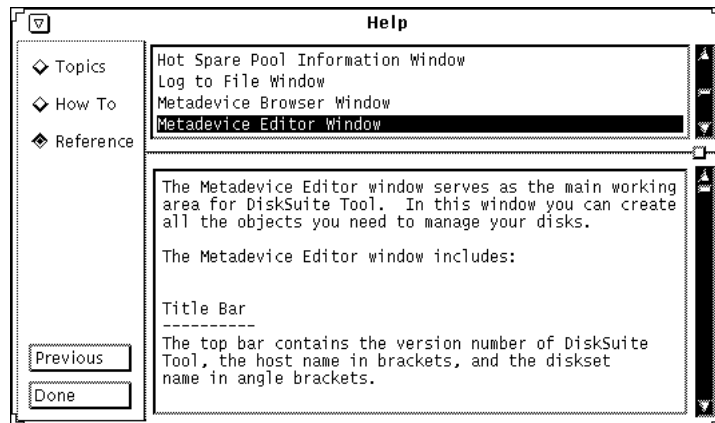 Help
Topics
How To
Reference
Previous
Done
Hot Spare Pool Information Window
Log to File Window
Metadevice Browser Window
Metadevice Editor Window
The Metadevice Editor window serves as the main working
area for DiskSuite Tool.  In this window you can create
all the objects you need to manage your disks.
The Metadevice Editor window includes:
Title Bar
----------
The top bar contains the version number of DiskSuite
Tool, the host name in brackets, and the diskset
name in angle brackets.